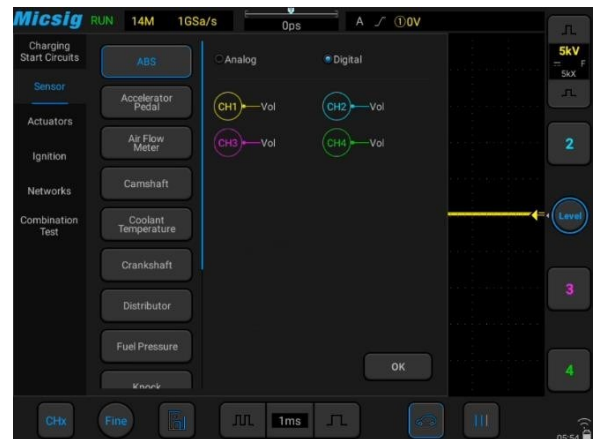 Micsig RUN 14M 1GSa/s 0ps A ①0V
Charging
Start Circuits
Sensor
Actuators
Ignition
Networks
Combination
Test
ABS
Accelerator
Pedal
Air Flow
Meter
Camshaft
Coolant
Temperature
Crankshaft
Distributor
Fuel Pressure
Knock
Analog
Digital
CH1 Vol
CH2 Vol
CH3 Vol
CH4 Vol
OK
5kV
F
5kX
2
Level
3
4
CHx
Fine
1ms
05:54